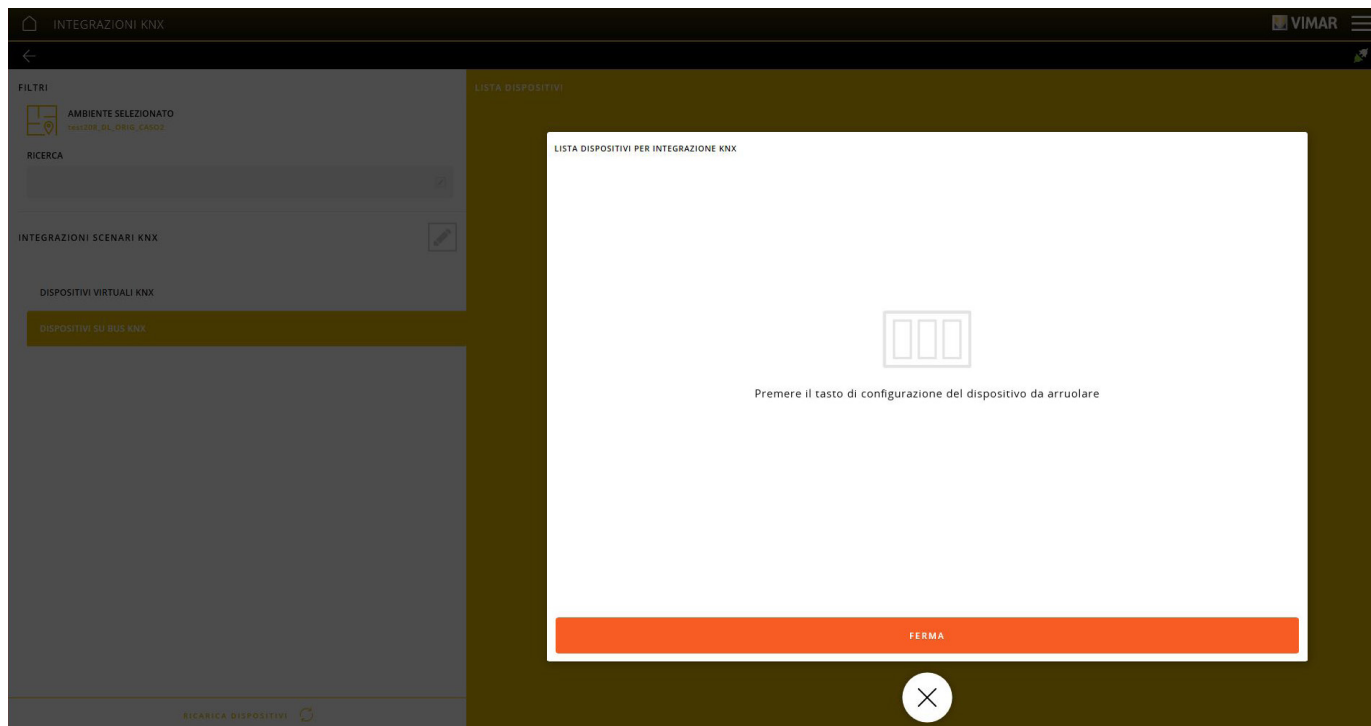 INTEGRAZIONI KNX
VIMAR
FILTRI
AMBIENTE SELEZIONATO
RICERCA
INTEGRAZIONI SCENARI KNX
DISPOSITIVI VIRTUALI KNX
DISPOSITIVI SU BUS KNX
RICARICA DISPOSITIVI
LISTA DISPOSITIVI
LISTA DISPOSITIVI PER INTEGRAZIONE KNX
Premere il tasto di configurazione del dispositivo da arruolare
FERMA